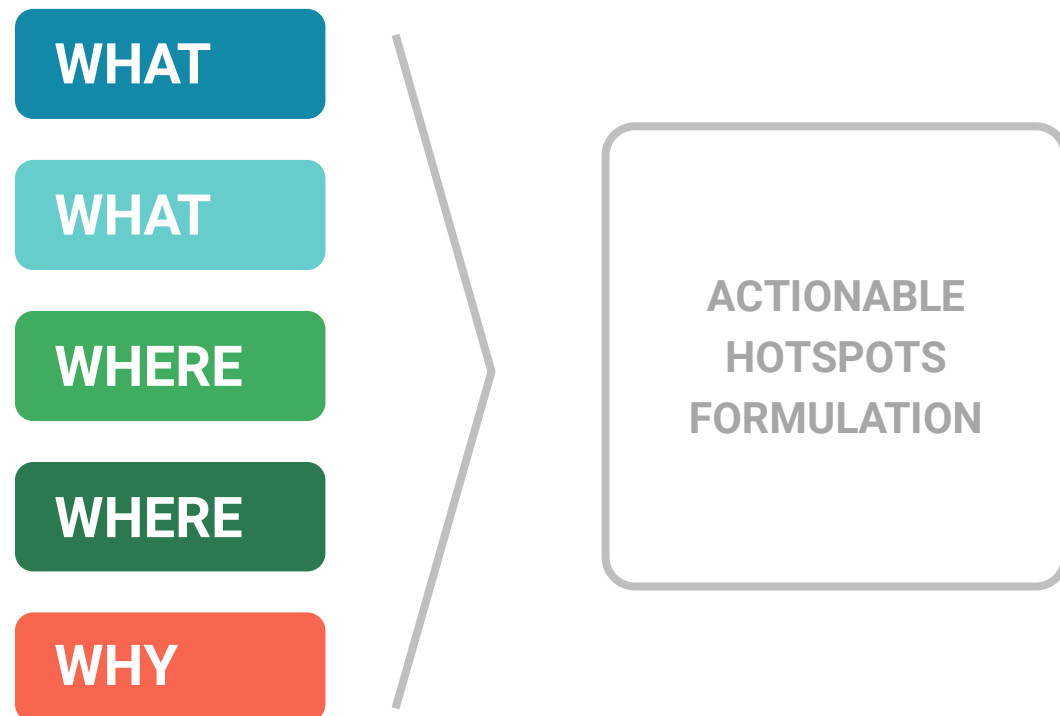 WHAT
WHAT
WHERE
WHERE
WHY
ACTIONABLE
HOTSPOTS
FORMULATION